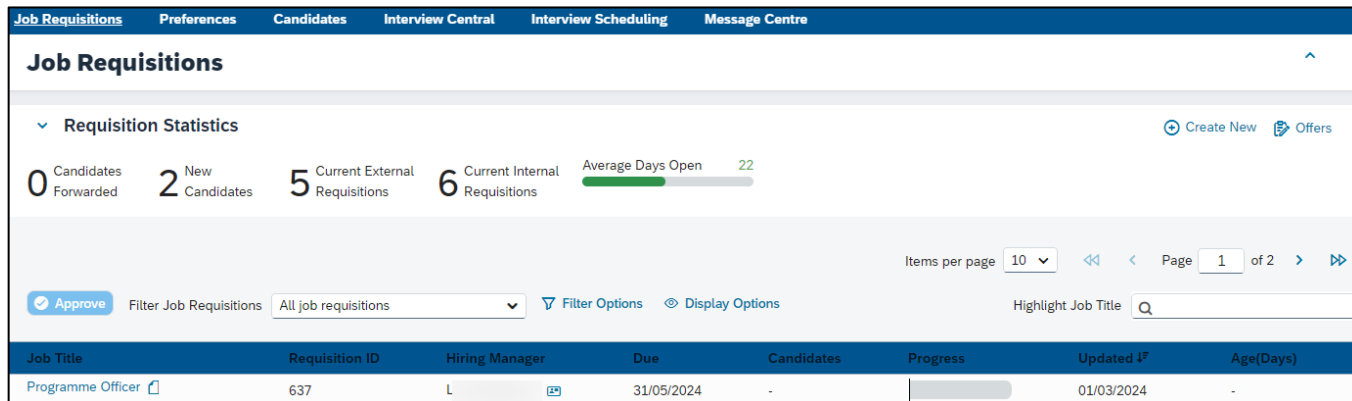 Job Requisitions Preferences Candidates Interview Central Interview Scheduling Message Centre
Job Requisitions
Requisition Statistics
Create New Offers
0 Candidates Forwarded
2 New Candidates
5 Current External Requisitions
6 Current Internal Requisitions
Average Days Open 22
Items per page 10 Page 1 of 2
Approve Filter Job Requisitions All job requisitions Filter Options Display Options Highlight Job Title
Job Title Requisition ID Hiring Manager Due Candidates Progress Updated Age(Days)
Programme Officer 637 L 31/05/2024 - 01/03/2024 -